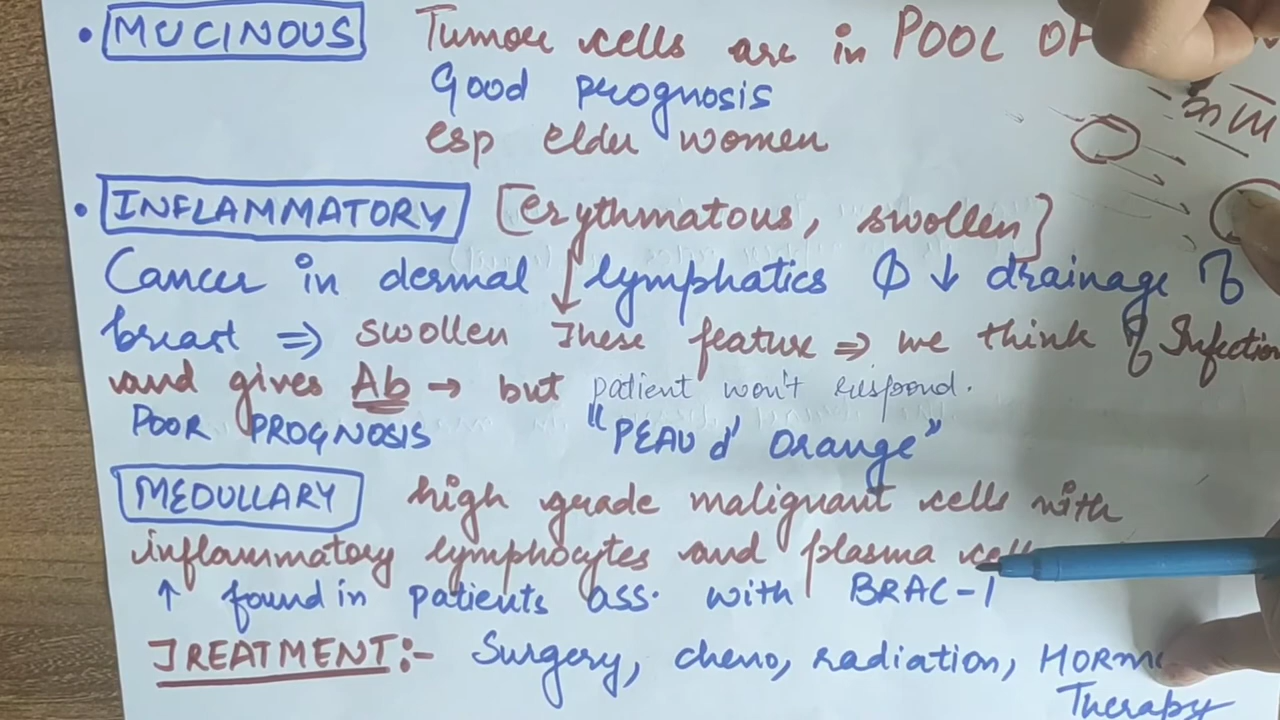 • MUCINOUS Tumour cells are in POOL OF
Good prognosis
esp elder women
• INFLAMMATORY [erythmatous, swollen]
Cancer in dermal lymphatics ↓ drainage of
breast ⇒ swollen These feature ⇒ we think of Infection
and gives Ab → but patient won't respond.
POOR PROGNOSIS "PEAU d' Orange"
MEDULLARY high grade malignant cells with
inflammatory lymphocytes and plasma cell
↑ found in patients ass. with BRAC-1
TREATMENT:- Surgery, chemo, radiation, HORM
Therapy